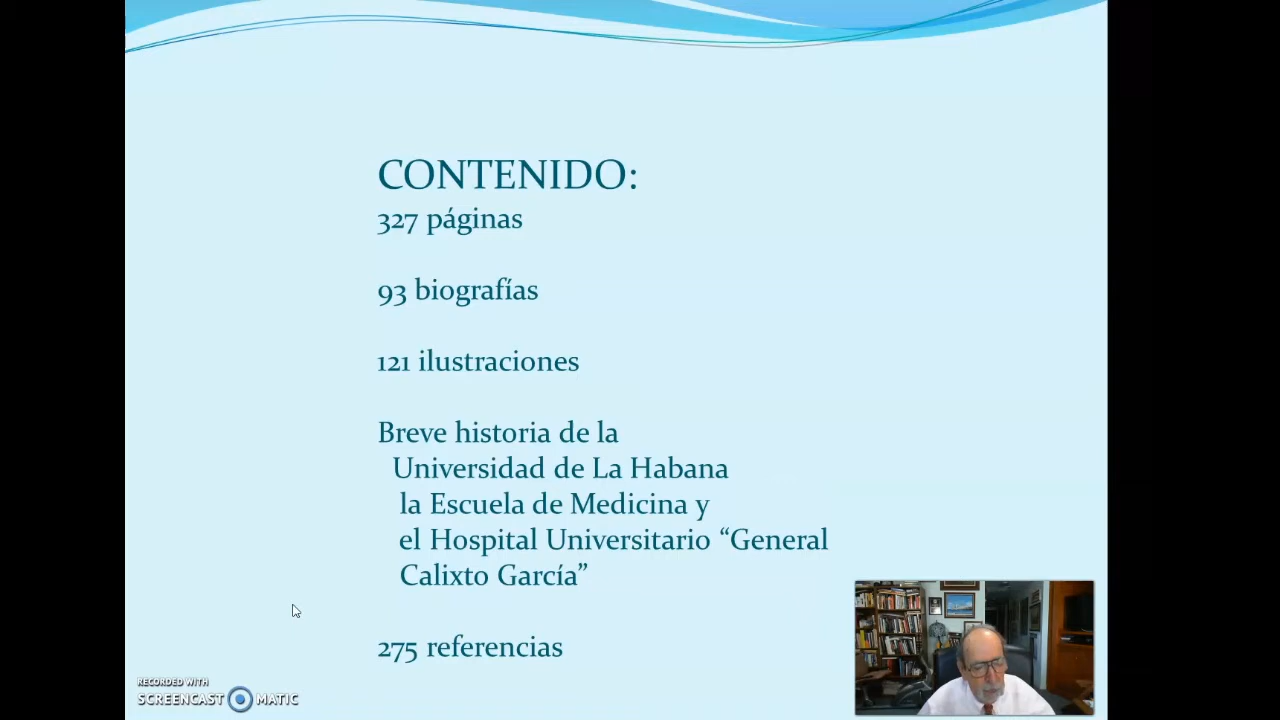 CONTENIDO:
327 páginas
93 biografías
121 ilustraciones
Breve historia de la
Universidad de La Habana
la Escuela de Medicina y
el Hospital Universitario “General
Calixto García”
275 referencias
RECORDED WITH
SCREENCAST MATIC